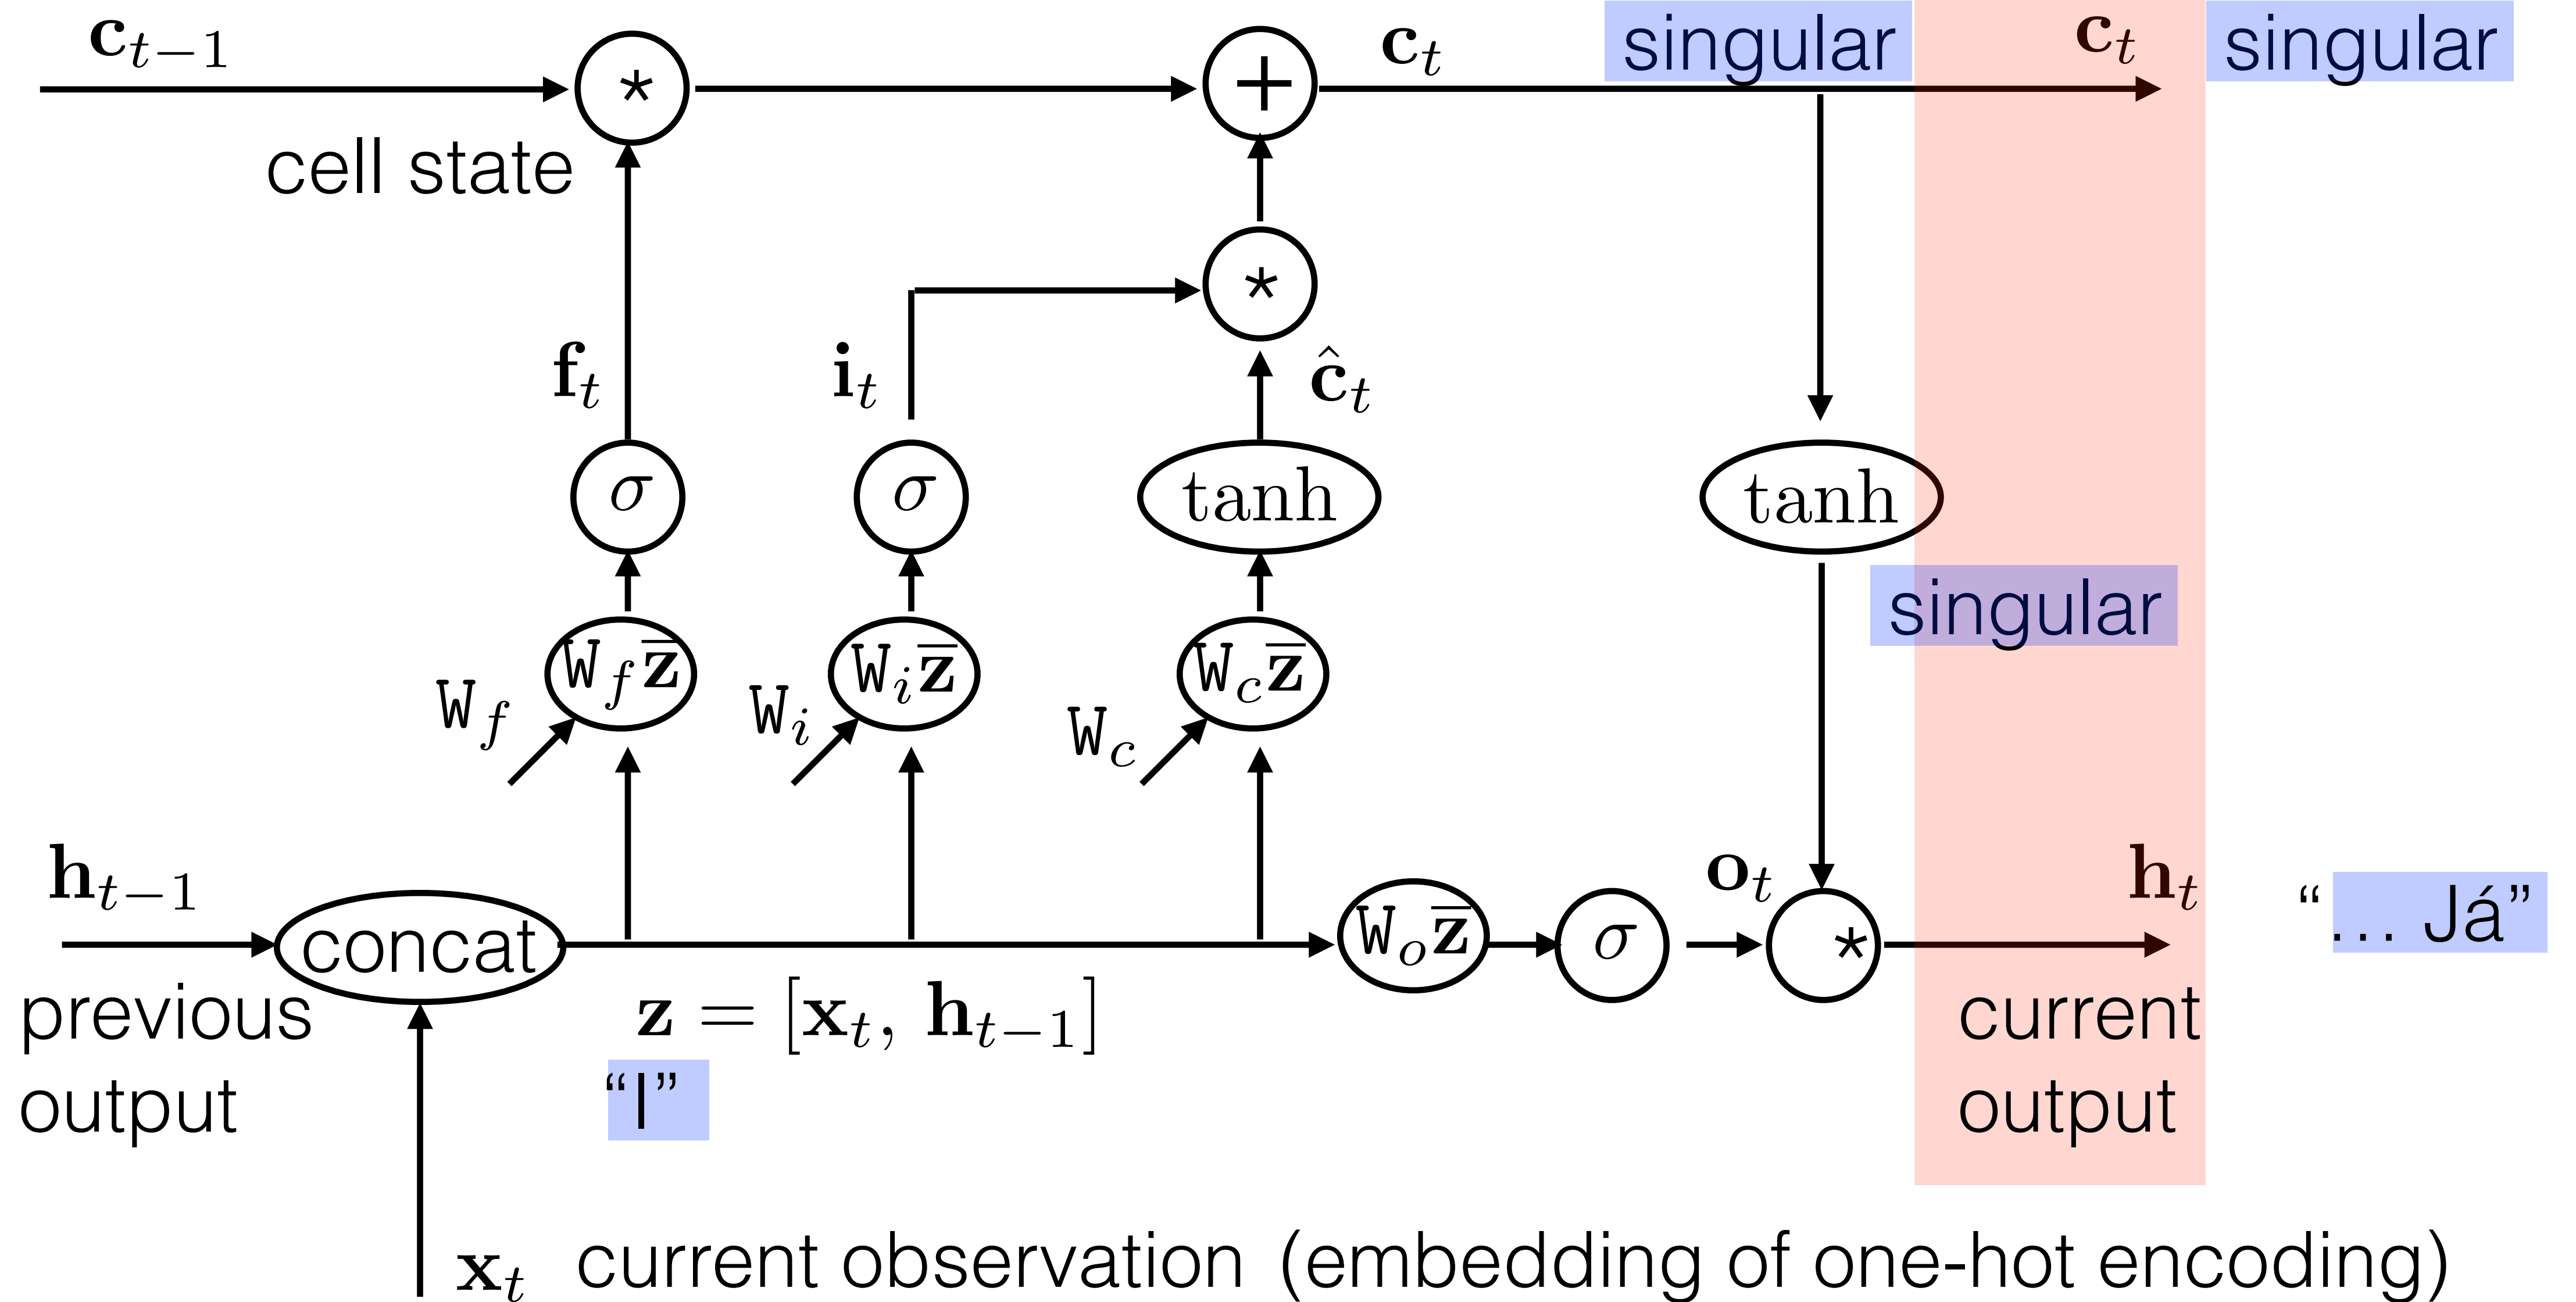 c_{t−1}
*
+
c_t
singular
c_t
singular
cell state
*
f_t
i_t
ĉ_t
σ
σ
tanh
tanh
singular
W_f
W_f z̅
W_i
W_i z̅
W_c
W_c z̅
h_{t−1}
concat
W_o z̅
σ
o_t
*
h_t
“ … Já”
previous
output
z = [x_t, h_{t−1}]
“I”
current
output
x_t current observation (embedding of one-hot encoding)